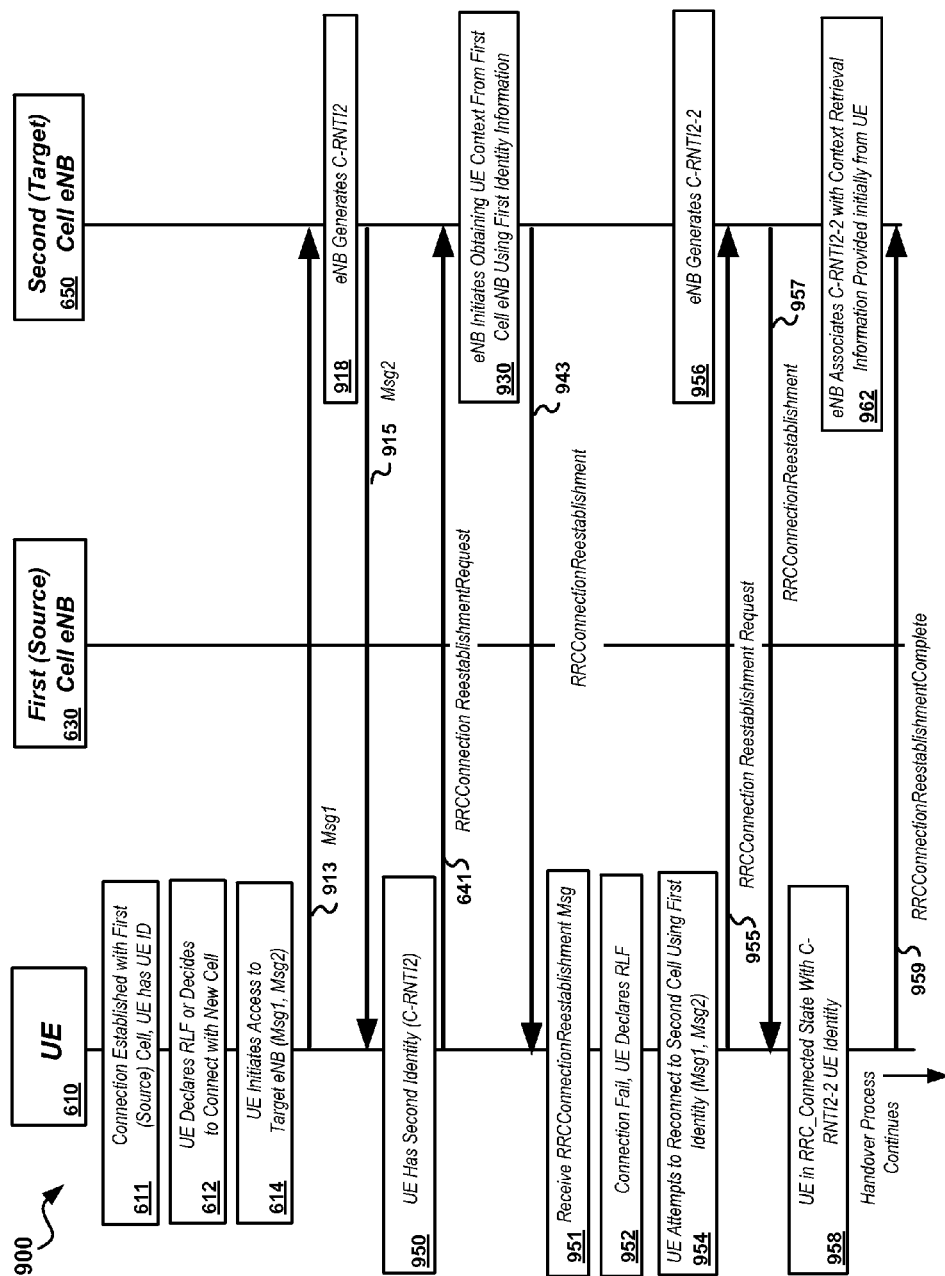 900
UE
610
First (Source)
Cell eNB
630
Second (Target)
Cell eNB
650
Connection Established with First
(Source) Cell, UE has UE ID
611
UE Declares RLF or Decides
to Connect with New Cell
612
UE Initiates Access to
Target eNB (Msg1, Msg2)
614
913
Msg1
eNB Generates C-RNTI2
918
915
Msg2
UE Has Second Identity (C-RNTI2)
950
641
RRCConnection ReestablishmentRequest
eNB Initiates Obtaining UE Context From First
Cell eNB Using First Identity Information
930
943
RRCConnectionReestablishment
Receive RRCConnectionReestablishment Msg
951
Connection Fail, UE Declares RLF
952
UE Attempts to Reconnect to Second Cell Using First
Identity (Msg1, Msg2)
954
eNB Generates C-RNTI2-2
956
955
RRCConnection Reestablishment Request
957
RRCConnectionReestablishment
UE in RRC_Connected State With C-
RNTI2-2 UE Identity
958
eNB Associates C-RNTI2-2 with Context Retrieval
Information Provided initially from UE
962
959
RRCConnectionReestablishmentComplete
Handover Process
Continues